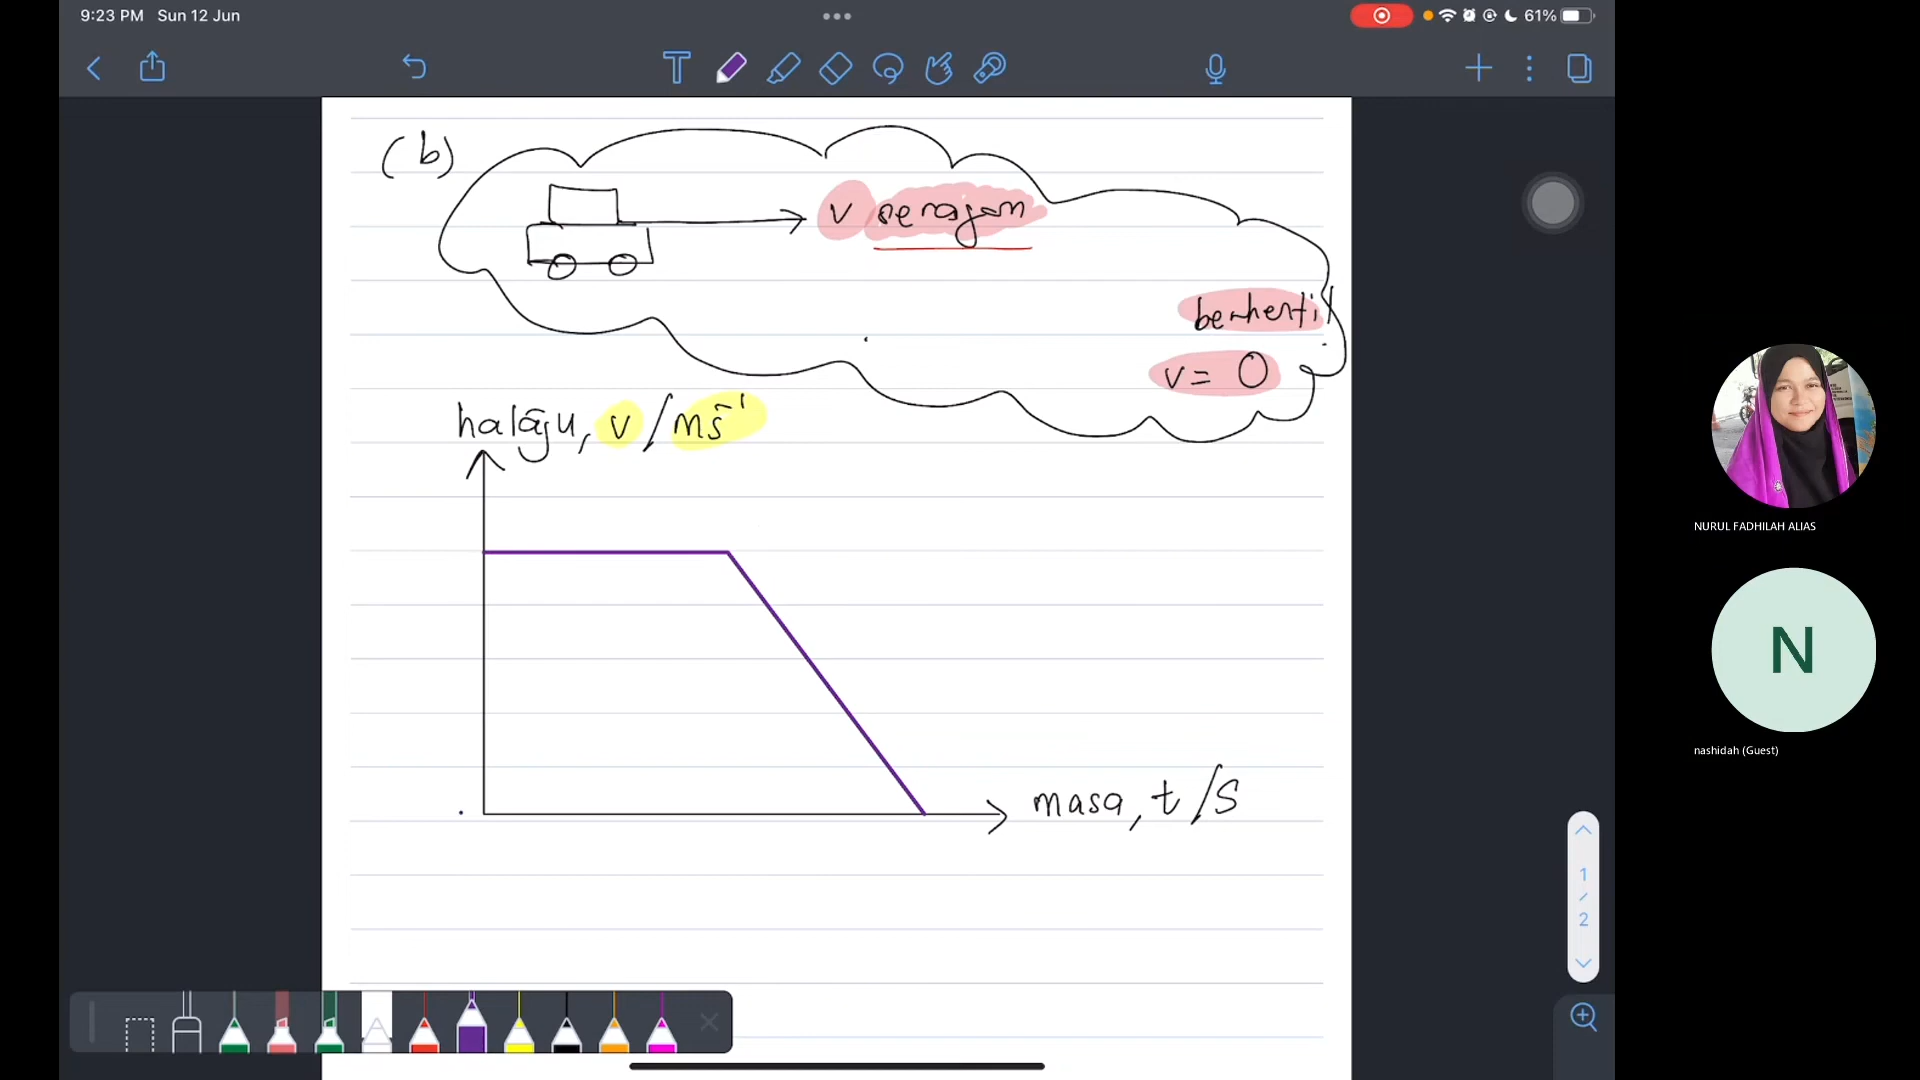 9:23 PM Sun 12 Jun
61%
(b)
v seragam
berhenti
v = 0
halaju, v/ms⁻¹
masa, t/s
NURUL FADHILAH ALIAS
N
nashidah (Guest)
1
/
2